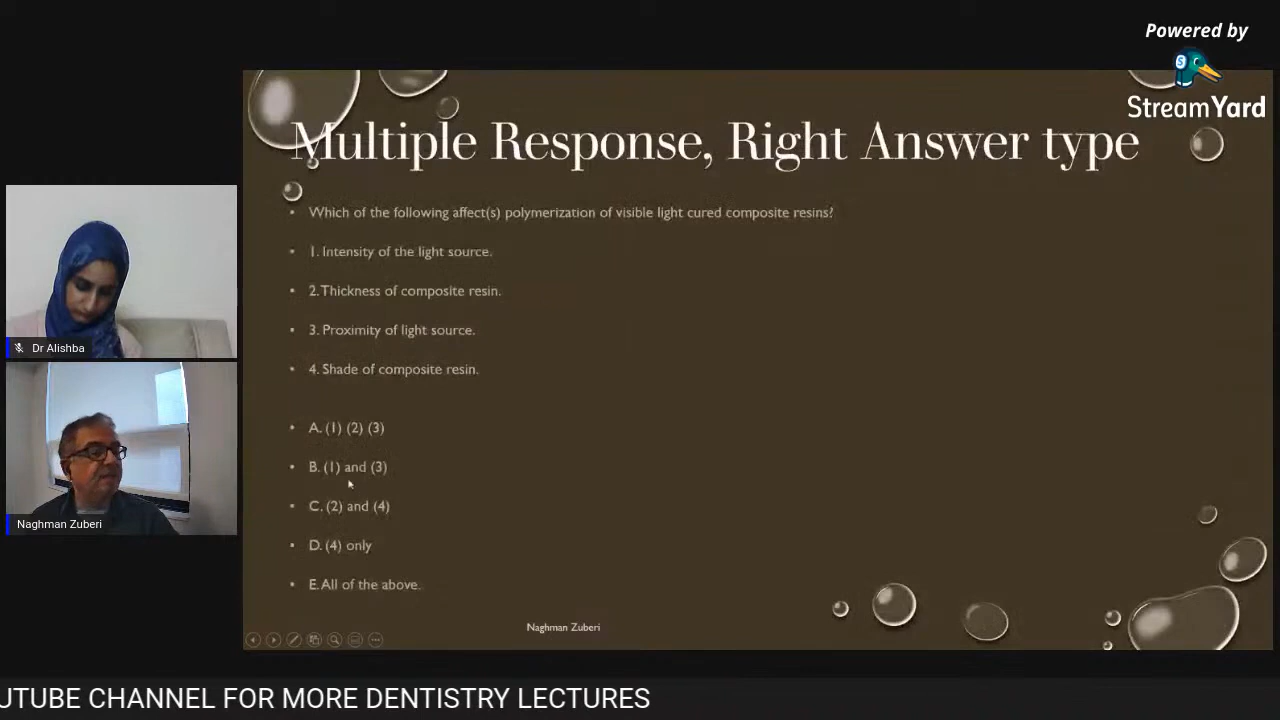 Powered by
StreamYard
Multiple Response, Right Answer type
• Which of the following affect(s) polymerization of visible light cured composite resins?
• 1. Intensity of the light source.
• 2. Thickness of composite resin.
• 3. Proximity of light source.
• 4. Shade of composite resin.
• A. (1) (2) (3)
• B. (1) and (3)
• C. (2) and (4)
• D. (4) only
• E. All of the above.
Naghman Zuberi
Dr Alishba
Naghman Zuberi
UTUBE CHANNEL FOR MORE DENTISTRY LECTURES